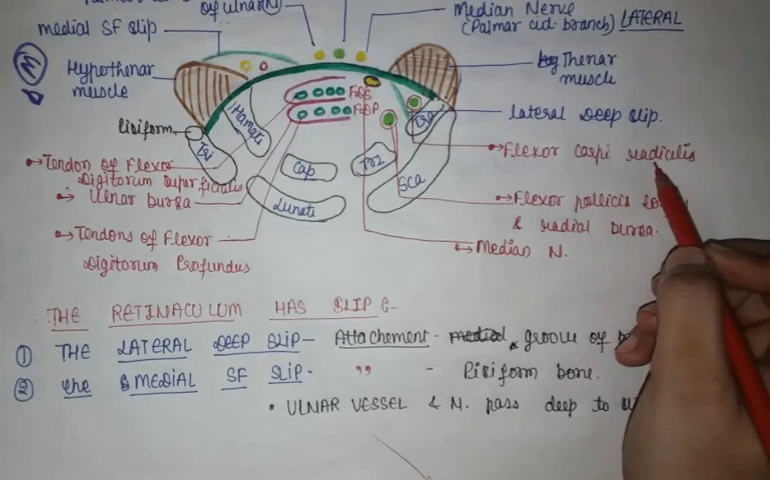 of ulnar (N)
Median Nerve
(Palmar cut. branch) LATERAL
medial SF slip
Hypothenar
muscle
Thenar
muscle
Pisiform
lateral Deep slip.
FDS
FDP
Hamate
Tri
Cap
Lunate
Trz
Tra
Sca
Tendon of Flexor
Digitorum superficialis
Ulnar bursa
Tendons of Flexor
Digitorum Profundus
Flexor carpi radialis
Flexor pollicis
& radial bursa.
Median N.
THE RETINACULUM HAS SLIP G-
① THE LATERAL DEEP SLIP- Attachement - medial groove of
② the MEDIAL SF SLIP- " - Pisiform bone.
• ULNAR VESSEL & N. pass deep to